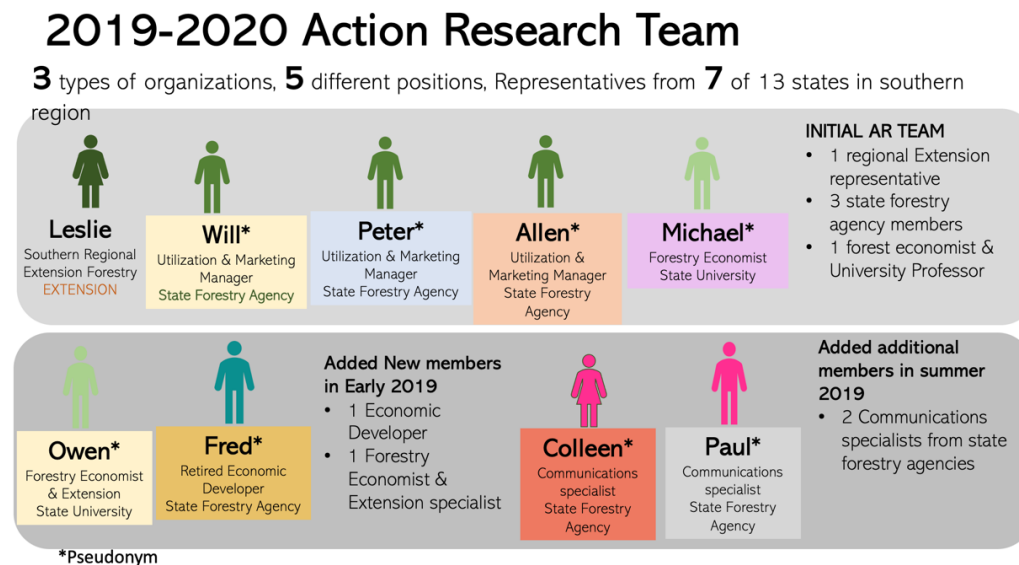 2019-2020 Action Research Team
3 types of organizations, 5 different positions, Representatives from 7 of 13 states in southern
region
Leslie
Southern Regional
Extension Forestry
EXTENSION
Will*
Utilization & Marketing
Manager
State Forestry Agency
Peter*
Utilization & Marketing
Manager
State Forestry Agency
Allen*
Utilization &
Marketing Manager
State Forestry
Agency
Michael*
Forestry Economist
State University
INITIAL AR TEAM
• 1 regional Extension
representative
• 3 state forestry
agency members
• 1 forest economist &
University Professor
Owen*
Forestry Economist
& Extension
State University
Fred*
Retired Economic
Developer
State Forestry Agency
Added New members
in Early 2019
• 1 Economic
Developer
• 1 Forestry
Economist &
Extension specialist
Colleen*
Communications
specialist
State Forestry
Agency
Paul*
Communications
specialist
State Forestry
Agency
Added additional
members in summer
2019
• 2 Communications
specialists from state
forestry agencies
*Pseudonym